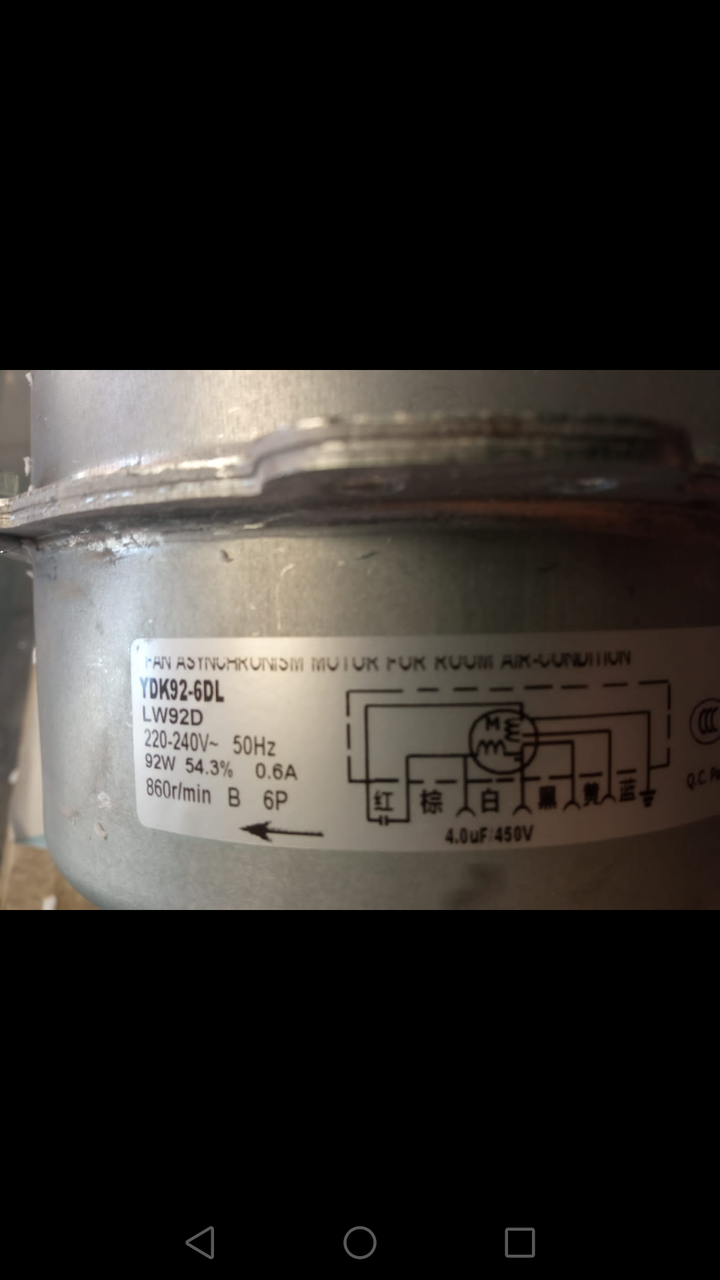 FAN ASYNCHRONISM MOTOR FOR ROOM AIR-CONDITION
YDK92-6DL
LW92D
220-240V~ 50Hz
92W 54.3% 0.6A
860r/min B 6P
M
红 棕 白 黑 黄 蓝
4.0uF/450V
CCC
Q.C.